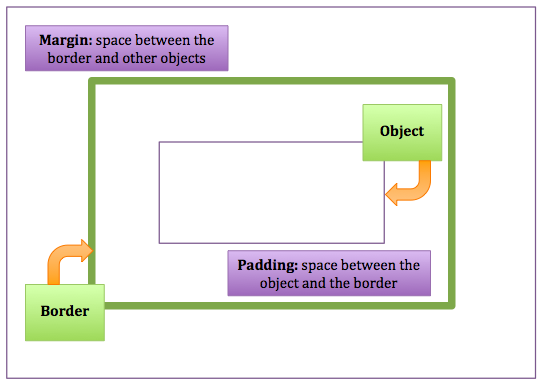 Margin: space between the
border and other objects
Object
Padding: space between the
object and the border
Border